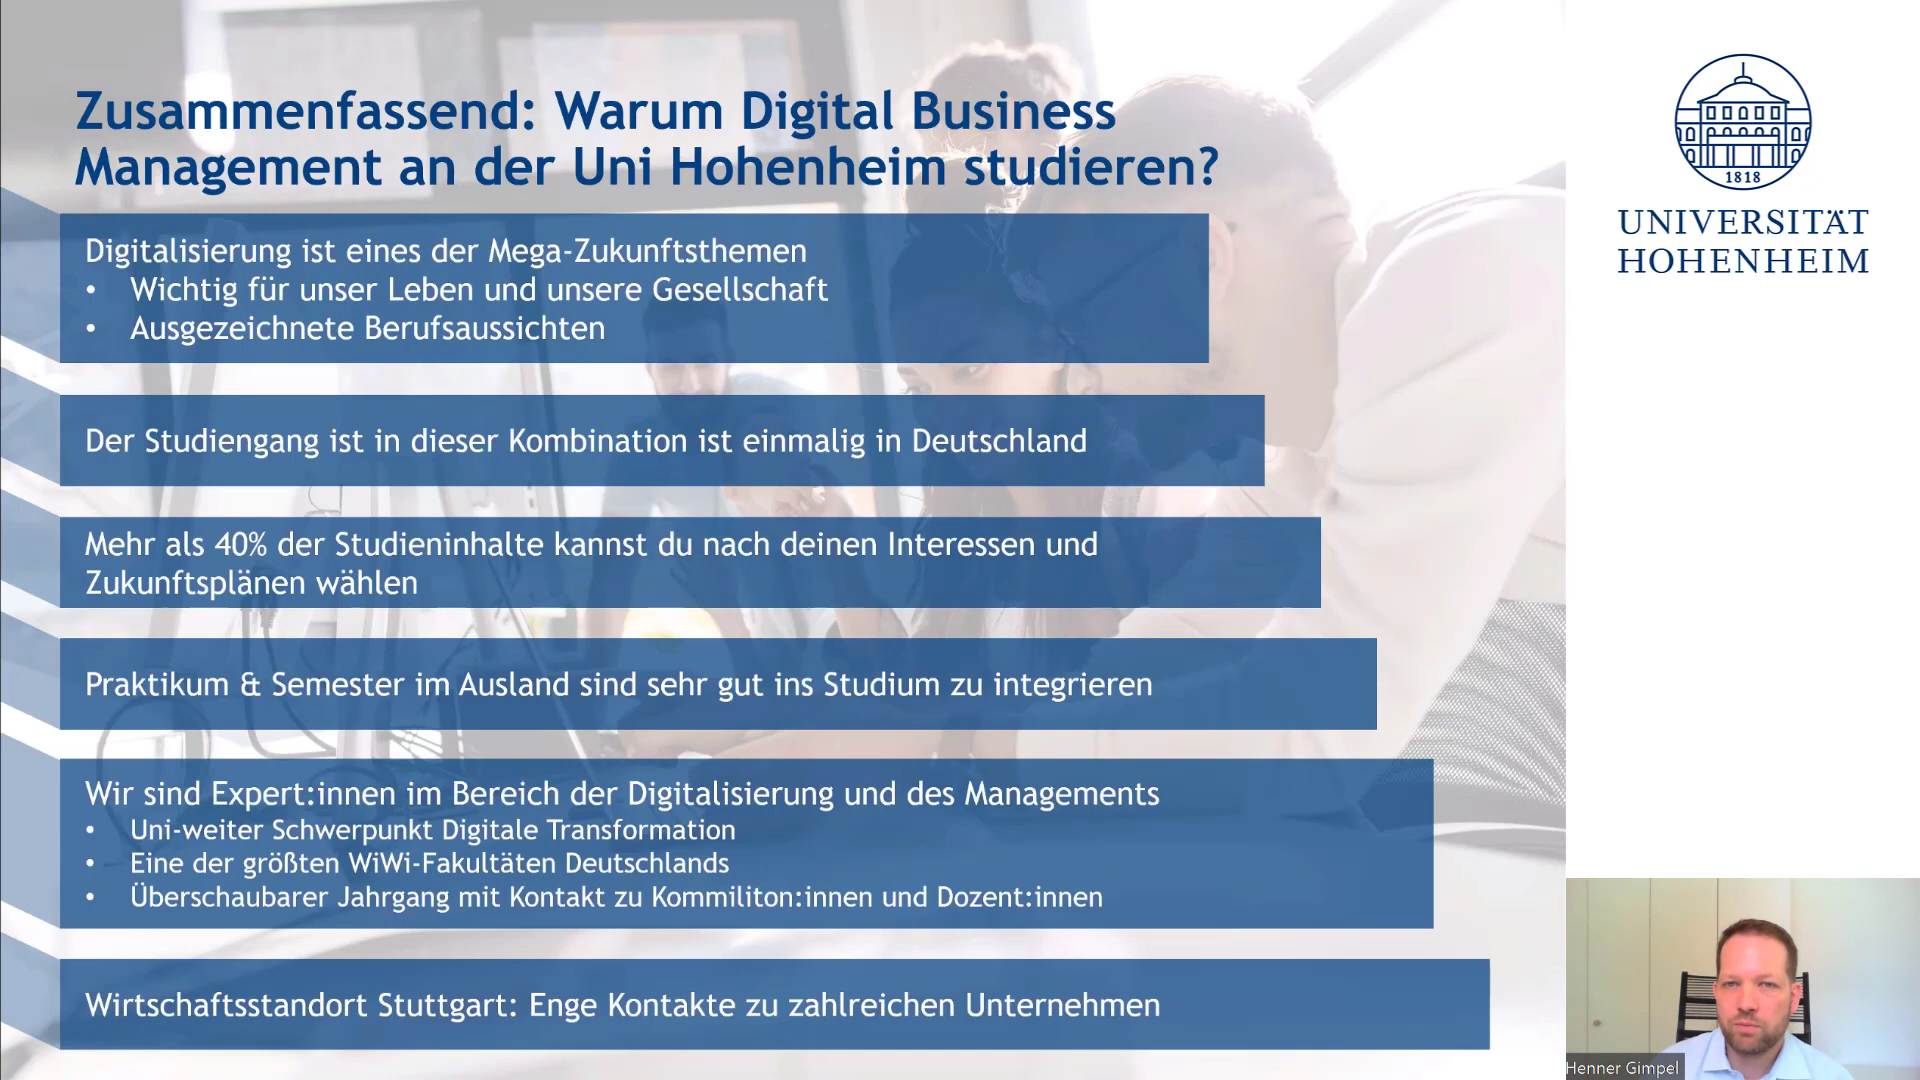 Zusammenfassend: Warum Digital Business
Management an der Uni Hohenheim studieren?
Digitalisierung ist eines der Mega-Zukunftsthemen
• Wichtig für unser Leben und unsere Gesellschaft
• Ausgezeichnete Berufsaussichten
Der Studiengang ist in dieser Kombination ist einmalig in Deutschland
Mehr als 40% der Studieninhalte kannst du nach deinen Interessen und
Zukunftsplänen wählen
Praktikum & Semester im Ausland sind sehr gut ins Studium zu integrieren
Wir sind Expert:innen im Bereich der Digitalisierung und des Managements
• Uni-weiter Schwerpunkt Digitale Transformation
• Eine der größten WiWi-Fakultäten Deutschlands
• Überschaubarer Jahrgang mit Kontakt zu Kommiliton:innen und Dozent:innen
Wirtschaftsstandort Stuttgart: Enge Kontakte zu zahlreichen Unternehmen
1818
UNIVERSITÄT
HOHENHEIM
Henner Gimpel